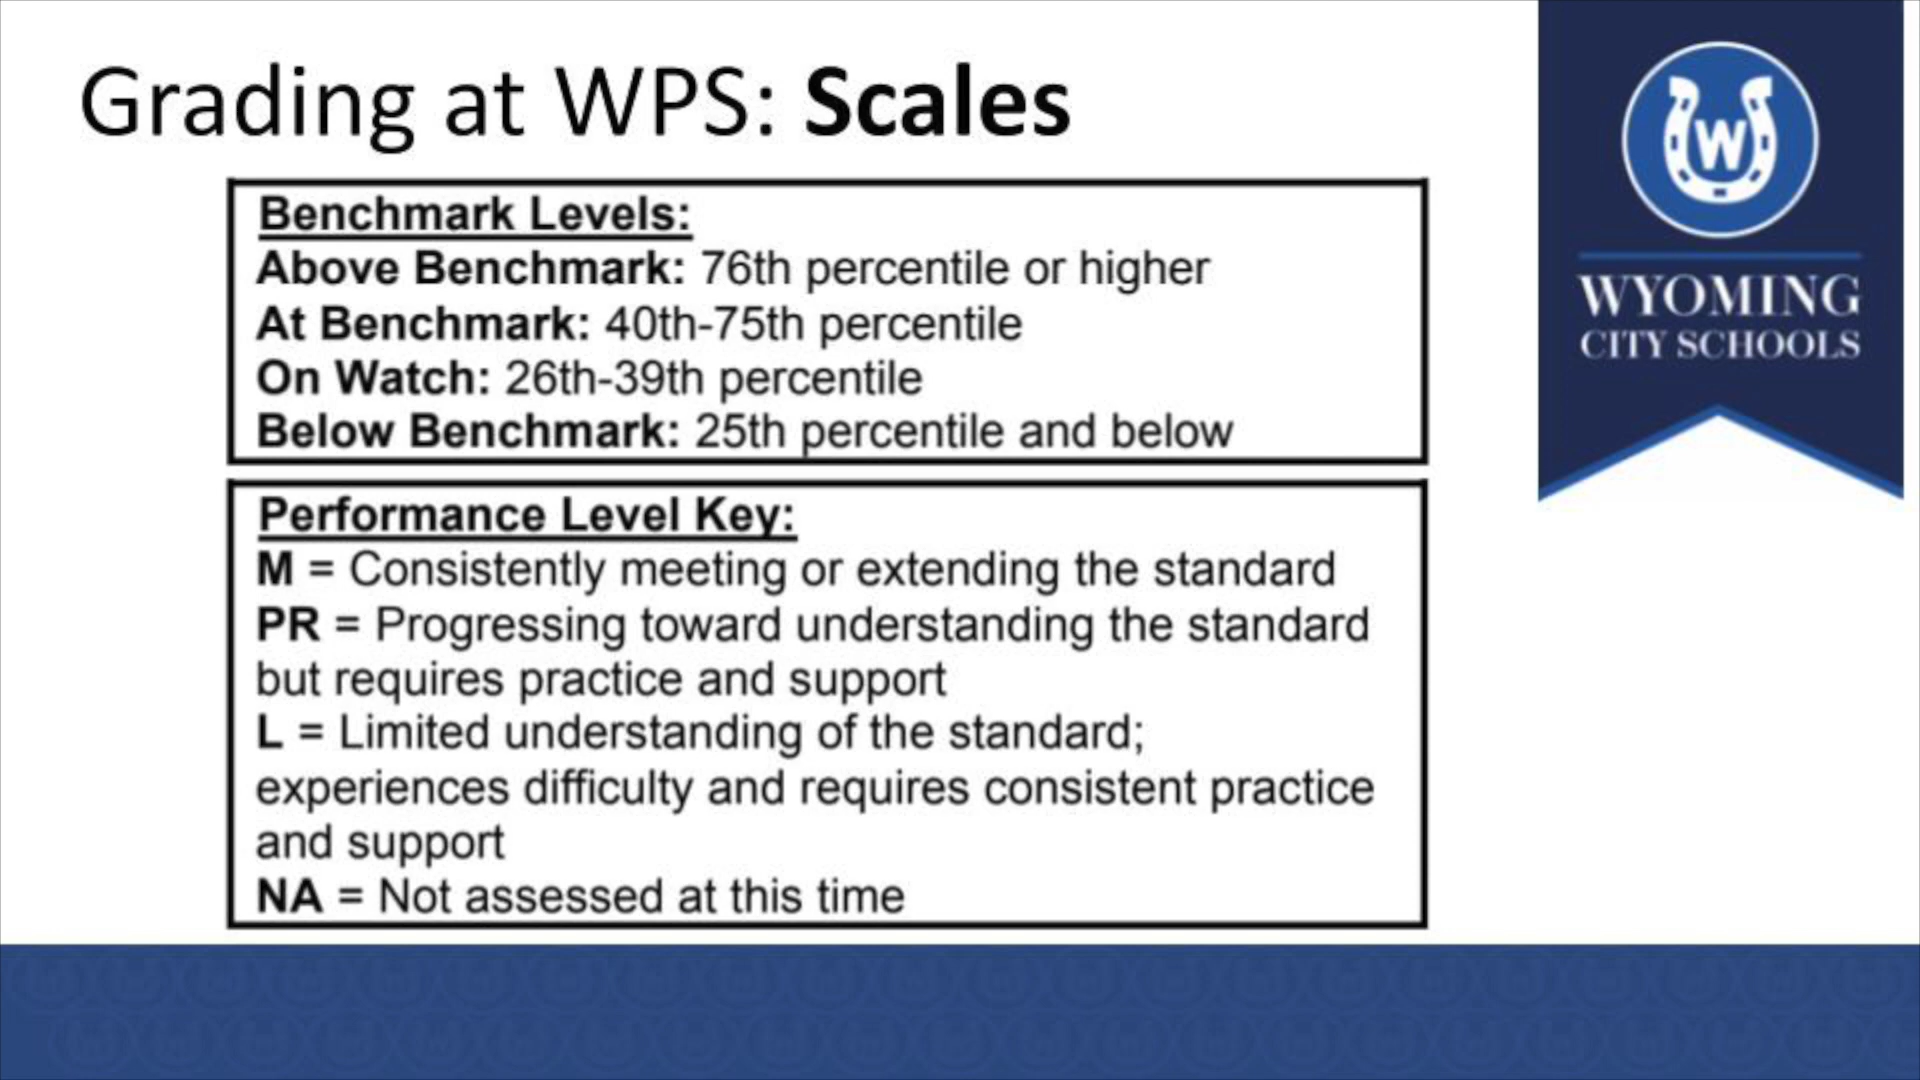 Grading at WPS: Scales
Benchmark Levels:
Above Benchmark: 76th percentile or higher
At Benchmark: 40th-75th percentile
On Watch: 26th-39th percentile
Below Benchmark: 25th percentile and below
Performance Level Key:
M = Consistently meeting or extending the standard
PR = Progressing toward understanding the standard
but requires practice and support
L = Limited understanding of the standard;
experiences difficulty and requires consistent practice
and support
NA = Not assessed at this time
W
WYOMING
CITY SCHOOLS